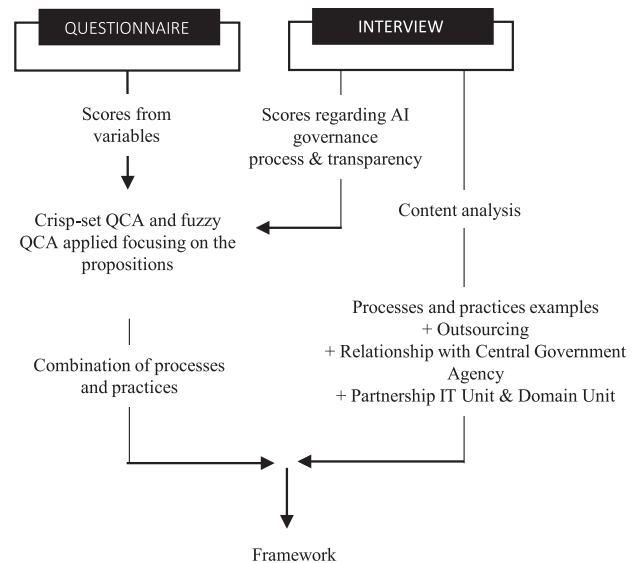 QUESTIONNAIRE
INTERVIEW
Scores from
variables
Scores regarding AI
governance
process & transparency
Crisp-set QCA and fuzzy
QCA applied focusing on the
propositions
Content analysis
Combination of processes
and practices
Processes and practices examples
+ Outsourcing
+ Relationship with Central Government
Agency
+ Partnership IT Unit & Domain Unit
Framework